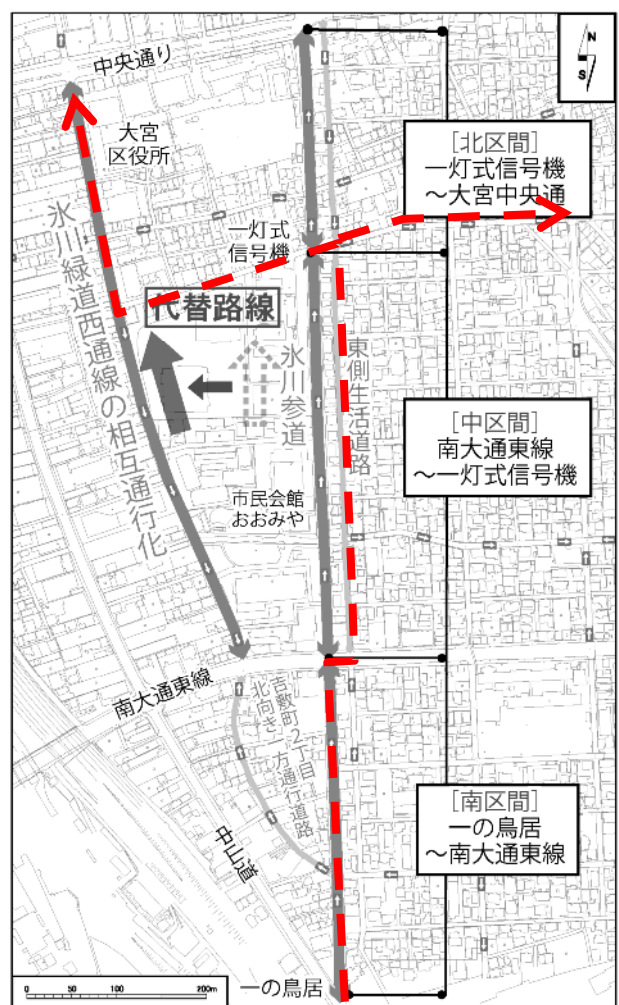 中央通り
N
S
大宮
区役所
[北区間]
一灯式信号機
～大宮中央通
一灯式
信号機
代替路線
氷川緑道西通線の相互通行化
氷川参道
東側生活道路
[中区間]
南大通東線
～一灯式信号機
市民会館
おおみや
南大通東線
吉敷町2丁目
北向き一方通行道路
中山道
[南区間]
一の鳥居
～南大通東線
一の鳥居
0 50 100 200m